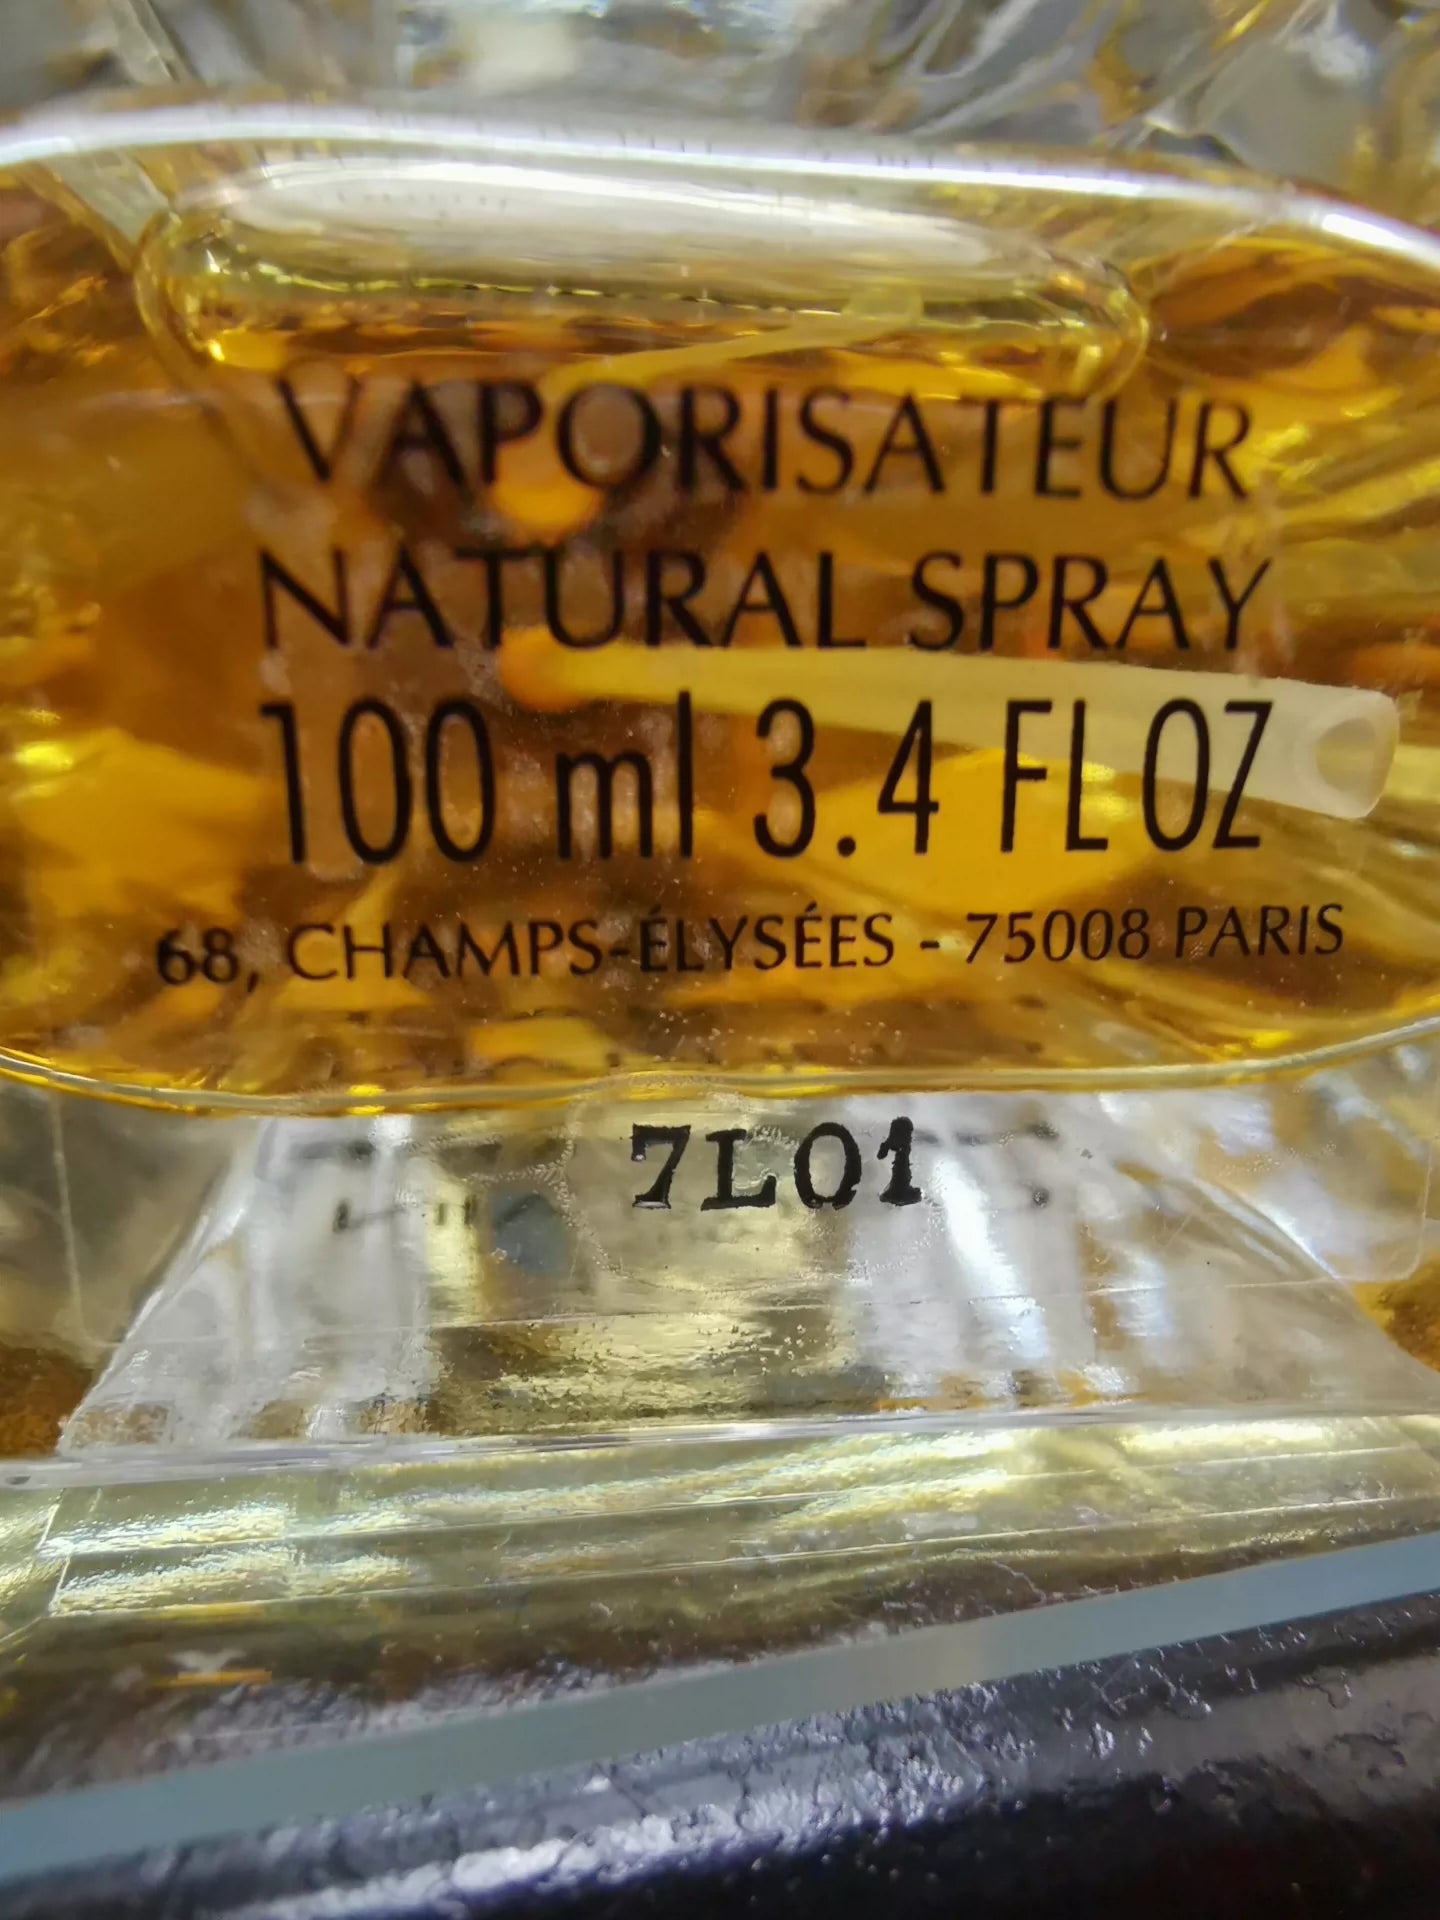 VAPORISATEUR
NATURAL SPRAY
100 ml 3.4 FL OZ
68, CHAMPS-ÉLYSÉES - 75008 PARIS
7L01